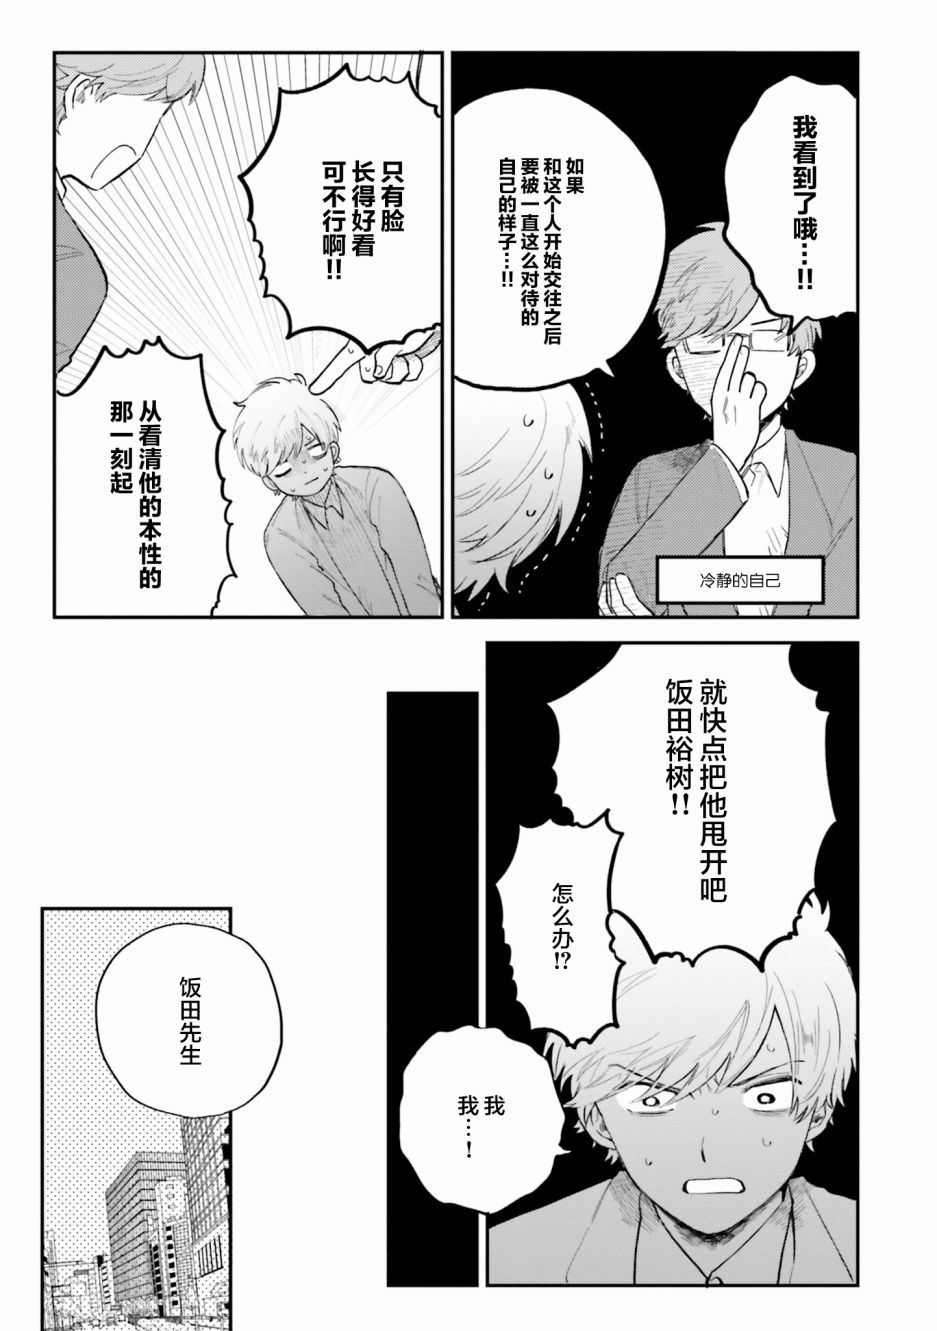 我看到了哦…!!
如果
和这个人开始交往之后
要被一直这么对待的
自己的样子…!!
冷静的自己
只有脸
长得好看
可不行啊!!
从看清他的本性的
那一刻起
就快点把他甩开吧
饭田裕树!!
怎么办!?
我
我…!
饭田先生